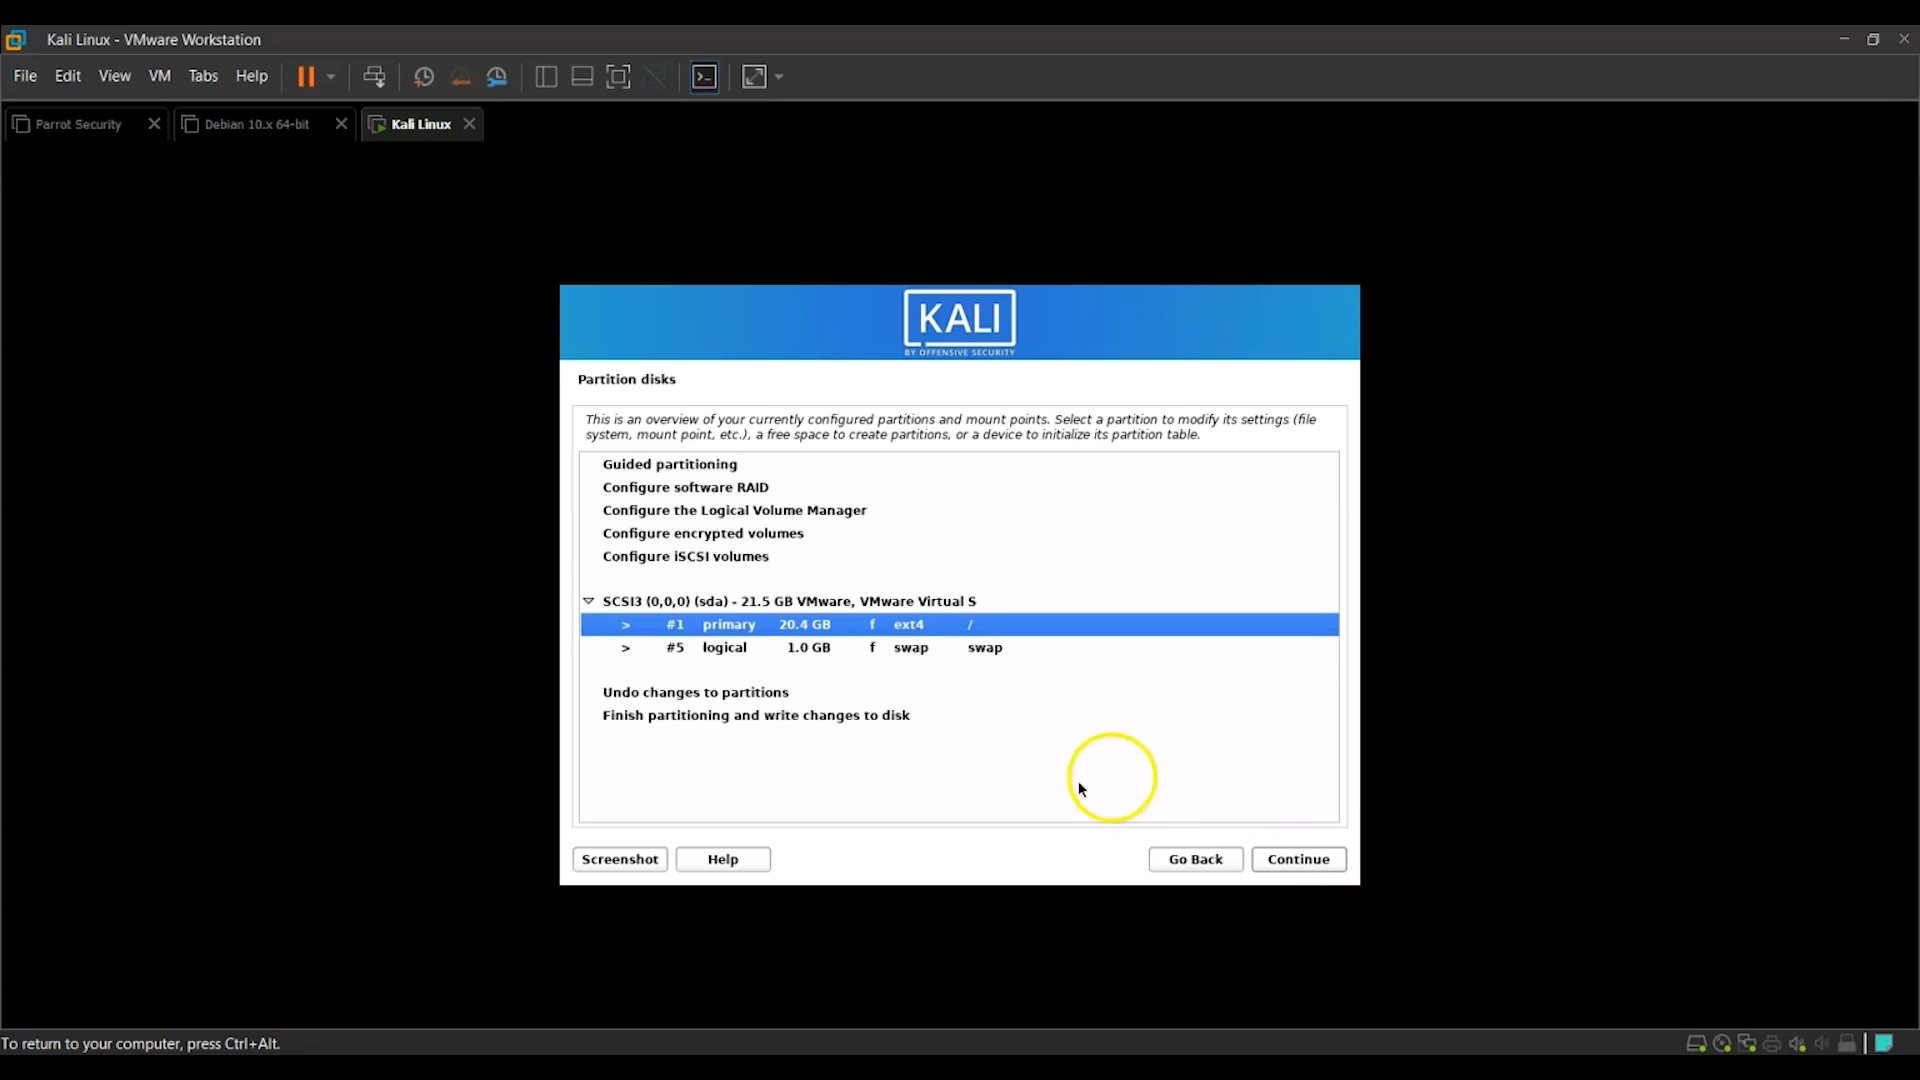 Kali Linux - VMware Workstation
File Edit View VM Tabs Help
Parrot Security Debian 10.x 64-bit Kali Linux
KALI
BY OFFENSIVE SECURITY
Partition disks
This is an overview of your currently configured partitions and mount points. Select a partition to modify its settings (file
system, mount point, etc.), a free space to create partitions, or a device to initialize its partition table.
Guided partitioning
Configure software RAID
Configure the Logical Volume Manager
Configure encrypted volumes
Configure iSCSI volumes
SCSI3 (0,0,0) (sda) - 21.5 GB VMware, VMware Virtual S
> #1 primary 20.4 GB f ext4 /
> #5 logical 1.0 GB f swap swap
Undo changes to partitions
Finish partitioning and write changes to disk
Screenshot Help Go Back Continue
To return to your computer, press Ctrl+Alt.